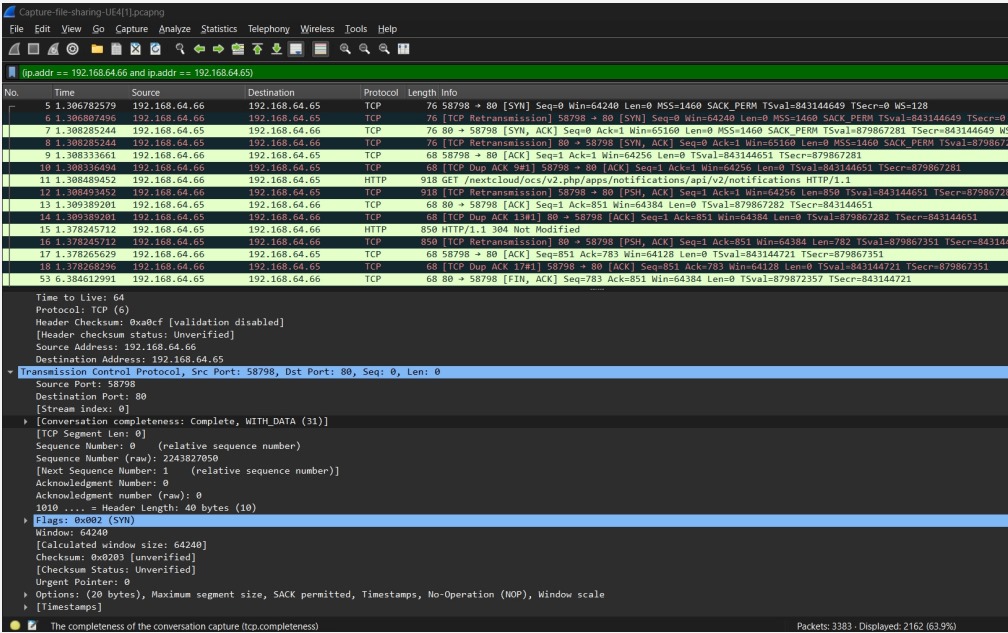 Capture-file-sharing-UE4[1].pcapng
File Edit View Go Capture Analyze Statistics Telephony Wireless Tools Help
(ip.addr == 192.168.64.66 and ip.addr == 192.168.64.65)
No. Time Source Destination Protocol Length Info
5 1.306782579 192.168.64.66 192.168.64.65 TCP 76 58798 → 80 [SYN] Seq=0 Win=64240 Len=0 MSS=1460 SACK_PERM TSval=843144649 TSecr=0 WS=128
6 1.306807496 192.168.64.66 192.168.64.65 TCP 76 [TCP Retransmission] 58798 → 80 [SYN] Seq=0 Win=64240 Len=0 MSS=1460 SACK_PERM TSval=843144649 TSecr=0
7 1.308285244 192.168.64.65 192.168.64.66 TCP 76 80 → 58798 [SYN, ACK] Seq=0 Ack=1 Win=65160 Len=0 MSS=1460 SACK_PERM TSval=879867281 TSecr=843144649 WS
8 1.308285244 192.168.64.65 192.168.64.66 TCP 76 [TCP Retransmission] 80 → 58798 [SYN, ACK] Seq=0 Ack=1 Win=65160 Len=0 MSS=1460 SACK_PERM TSval=8798672
9 1.308333661 192.168.64.66 192.168.64.65 TCP 68 58798 → 80 [ACK] Seq=1 Ack=1 Win=64256 Len=0 TSval=843144651 TSecr=879867281
10 1.308336494 192.168.64.66 192.168.64.65 TCP 68 [TCP Dup ACK 9#1] 58798 → 80 [ACK] Seq=1 Ack=1 Win=64256 Len=0 TSval=843144651 TSecr=879867281
11 1.308489452 192.168.64.66 192.168.64.65 HTTP 918 GET /nextcloud/ocs/v2.php/apps/notifications/api/v2/notifications HTTP/1.1
12 1.308493452 192.168.64.66 192.168.64.65 TCP 918 [TCP Retransmission] 58798 → 80 [PSH, ACK] Seq=1 Ack=1 Win=64256 Len=850 TSval=843144651 TSecr=87986728
13 1.309389201 192.168.64.65 192.168.64.66 TCP 68 80 → 58798 [ACK] Seq=1 Ack=851 Win=64384 Len=0 TSval=879867282 TSecr=843144651
14 1.309389201 192.168.64.65 192.168.64.66 TCP 68 [TCP Dup ACK 13#1] 80 → 58798 [ACK] Seq=1 Ack=851 Win=64384 Len=0 TSval=879867282 TSecr=843144651
15 1.378245712 192.168.64.65 192.168.64.66 HTTP 850 HTTP/1.1 304 Not Modified
16 1.378245712 192.168.64.65 192.168.64.66 TCP 850 [TCP Retransmission] 80 → 58798 [PSH, ACK] Seq=1 Ack=851 Win=64384 Len=782 TSval=879867351 TSecr=843144
17 1.378265629 192.168.64.66 192.168.64.65 TCP 68 58798 → 80 [ACK] Seq=851 Ack=783 Win=64128 Len=0 TSval=843144721 TSecr=879867351
18 1.378268296 192.168.64.66 192.168.64.65 TCP 68 [TCP Dup ACK 17#1] 58798 → 80 [ACK] Seq=851 Ack=783 Win=64128 Len=0 TSval=843144721 TSecr=879867351
53 6.384612991 192.168.64.65 192.168.64.66 TCP 68 80 → 58798 [FIN, ACK] Seq=783 Ack=851 Win=64384 Len=0 TSval=879872357 TSecr=843144721
Time to Live: 64
Protocol: TCP (6)
Header Checksum: 0xa0cf [validation disabled]
[Header checksum status: Unverified]
Source Address: 192.168.64.66
Destination Address: 192.168.64.65
Transmission Control Protocol, Src Port: 58798, Dst Port: 80, Seq: 0, Len: 0
Source Port: 58798
Destination Port: 80
[Stream index: 0]
[Conversation completeness: Complete, WITH_DATA (31)]
[TCP Segment Len: 0]
Sequence Number: 0 (relative sequence number)
Sequence Number (raw): 2243827050
[Next Sequence Number: 1 (relative sequence number)]
Acknowledgment Number: 0
Acknowledgment number (raw): 0
1010 .... = Header Length: 40 bytes (10)
Flags: 0x002 (SYN)
Window: 64240
[Calculated window size: 64240]
Checksum: 0x0203 [unverified]
[Checksum Status: Unverified]
Urgent Pointer: 0
Options: (20 bytes), Maximum segment size, SACK permitted, Timestamps, No-Operation (NOP), Window scale
[Timestamps]
The completeness of the conversation capture (tcp.completeness) Packets: 3383 · Displayed: 2162 (63.9%)